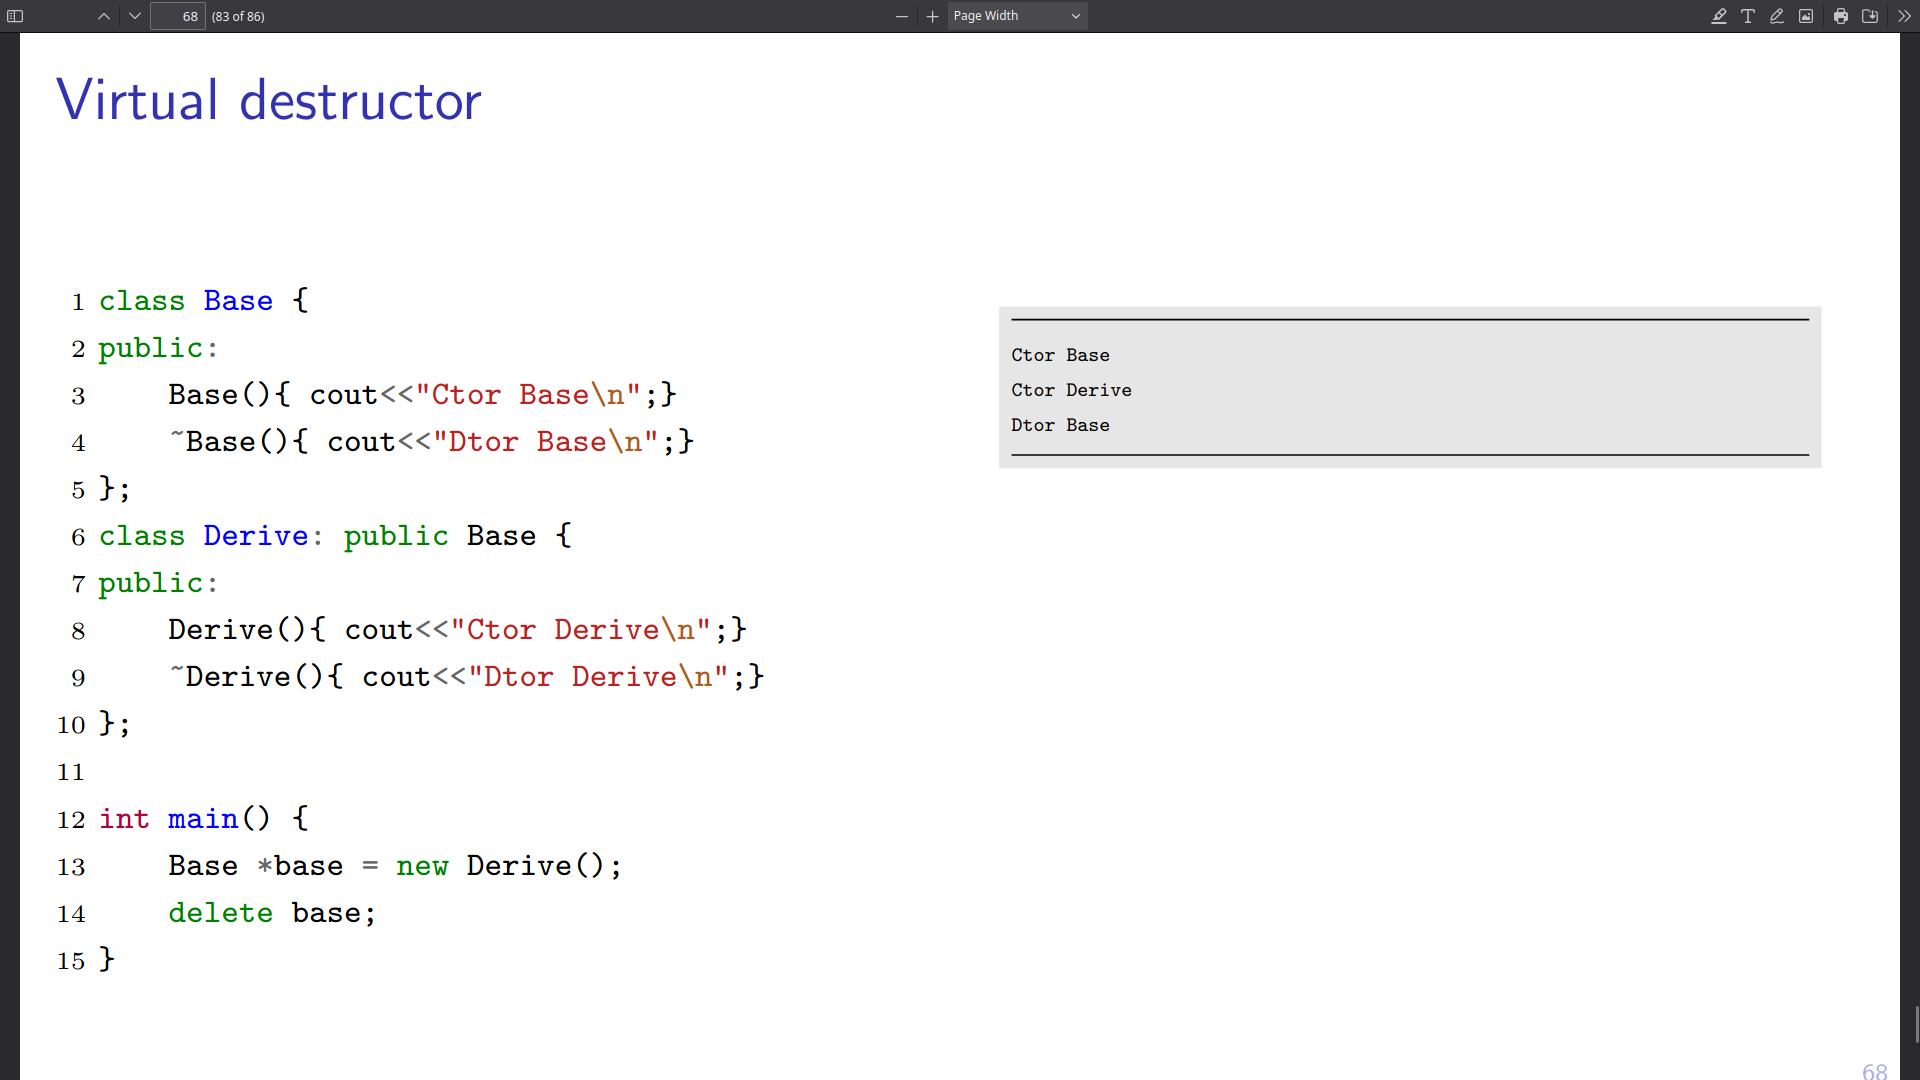 68 (83 of 86) Page Width
Virtual destructor
1 class Base {
2 public:
3     Base(){ cout<<"Ctor Base\n";}
4     ~Base(){ cout<<"Dtor Base\n";}
5 };
6 class Derive: public Base {
7 public:
8     Derive(){ cout<<"Ctor Derive\n";}
9     ~Derive(){ cout<<"Dtor Derive\n";}
10 };
11
12 int main() {
13     Base *base = new Derive();
14     delete base;
15 }
Ctor Base
Ctor Derive
Dtor Base
68